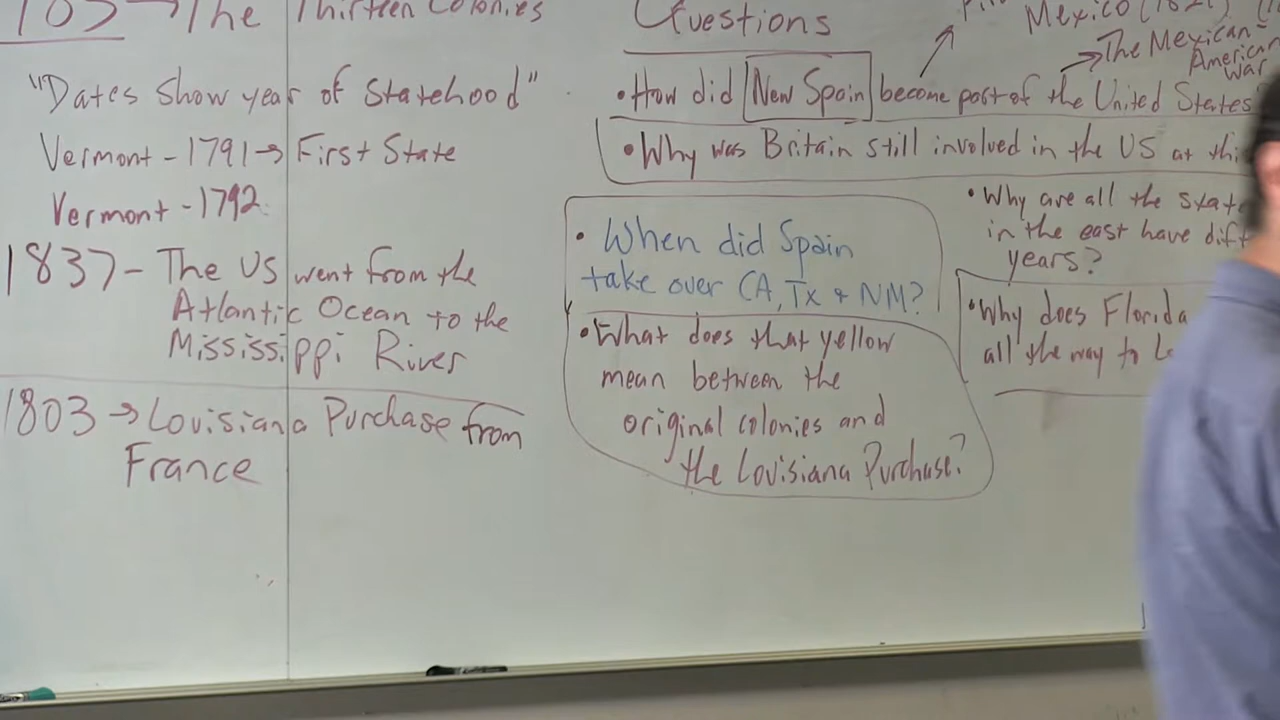 The Thirteen Colonies
"Dates show year of Statehood"
Vermont - 1791 → First State
Vermont - 1792
1837 - The US went from the
Atlantic Ocean to the
Mississippi River
1803 → Louisiana Purchase from
France
Questions
Mexico (1821)
→ The Mexican-
American
War
• How did New Spain become part of the United States
• Why was Britain still involved in the US at
• When did Spain
take over CA, TX + NM?
• What does that yellow
mean between the
original colonies and
the Louisiana Purchase?
• Why are all the
in the east have
years?
• Why does Florida
all the way to